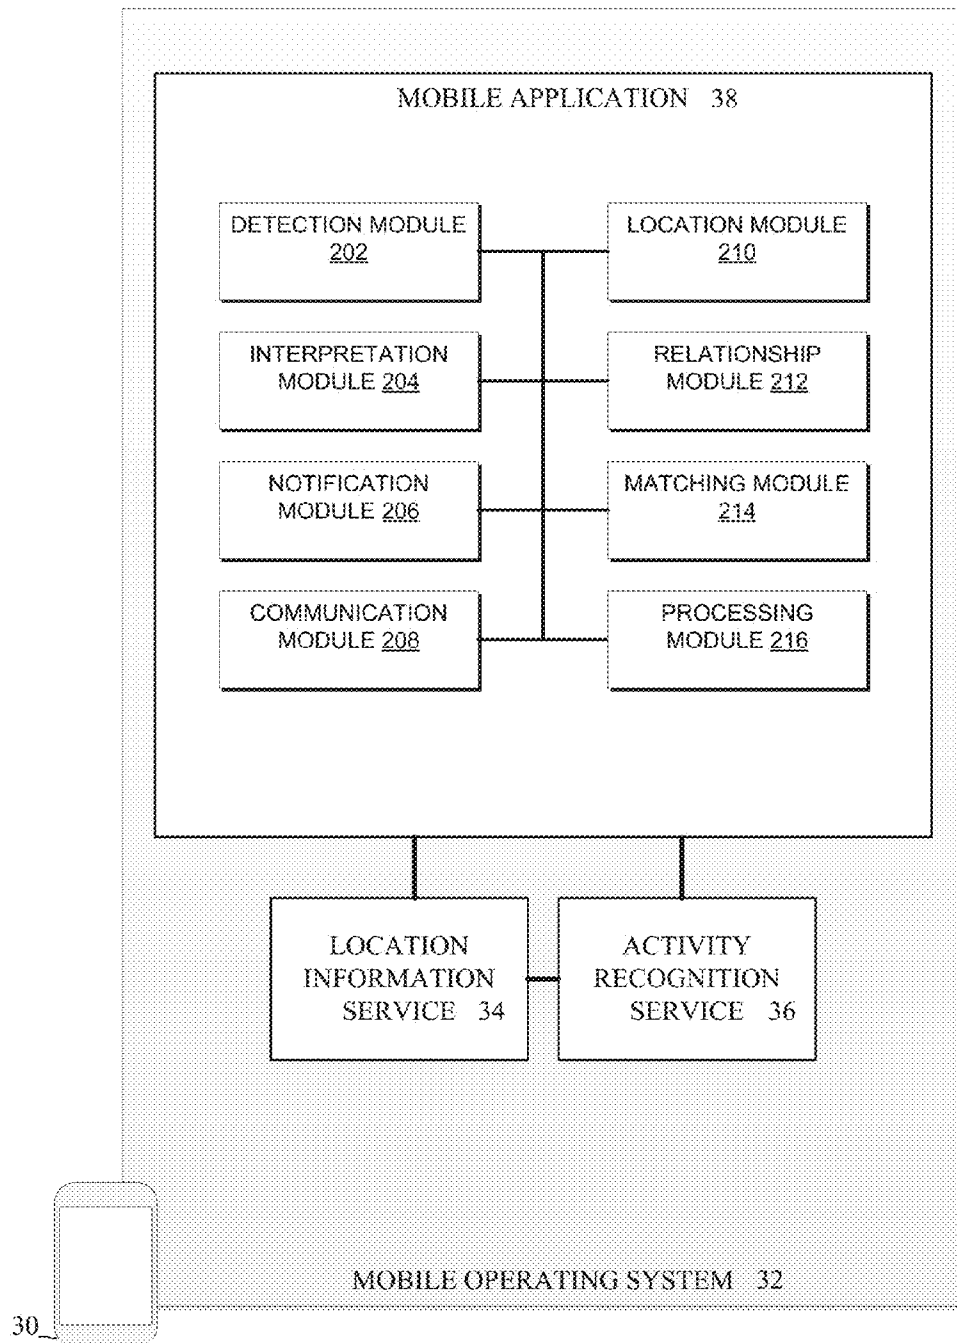 MOBILE APPLICATION 38
DETECTION MODULE
202
LOCATION MODULE
210
INTERPRETATION
MODULE 204
RELATIONSHIP
MODULE 212
NOTIFICATION
MODULE 206
MATCHING MODULE
214
COMMUNICATION
MODULE 208
PROCESSING
MODULE 216
LOCATION
INFORMATION
SERVICE 34
ACTIVITY
RECOGNITION
SERVICE 36
MOBILE OPERATING SYSTEM 32
30